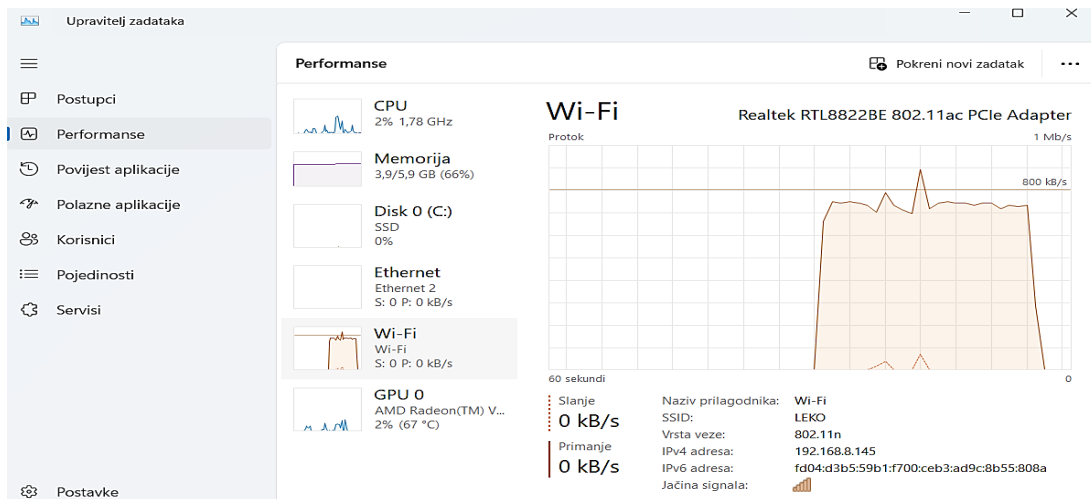 Upravitelj zadataka
Postupci
Performanse
Povijest aplikacije
Polazne aplikacije
Korisnici
Pojedinosti
Servisi
Postavke
Performanse
Pokreni novi zadatak
CPU
2% 1,78 GHz
Memorija
3,9/5,9 GB (66%)
Disk 0 (C:)
SSD
0%
Ethernet
Ethernet 2
S: 0 P: 0 kB/s
Wi-Fi
Wi-Fi
S: 0 P: 0 kB/s
GPU 0
AMD Radeon(TM) V...
2% (67 °C)
Wi-Fi
Realtek RTL8822BE 802.11ac PCIe Adapter
Protok
1 Mb/s
800 kB/s
60 sekundi
0
Slanje
0 kB/s
Primanje
0 kB/s
Naziv prilagodnika: Wi-Fi
SSID: LEKO
Vrsta veze: 802.11n
IPv4 adresa: 192.168.8.145
IPv6 adresa: fd04:d3b5:59b1:f700:ceb3:ad9c:8b55:808a
Jačina signala: